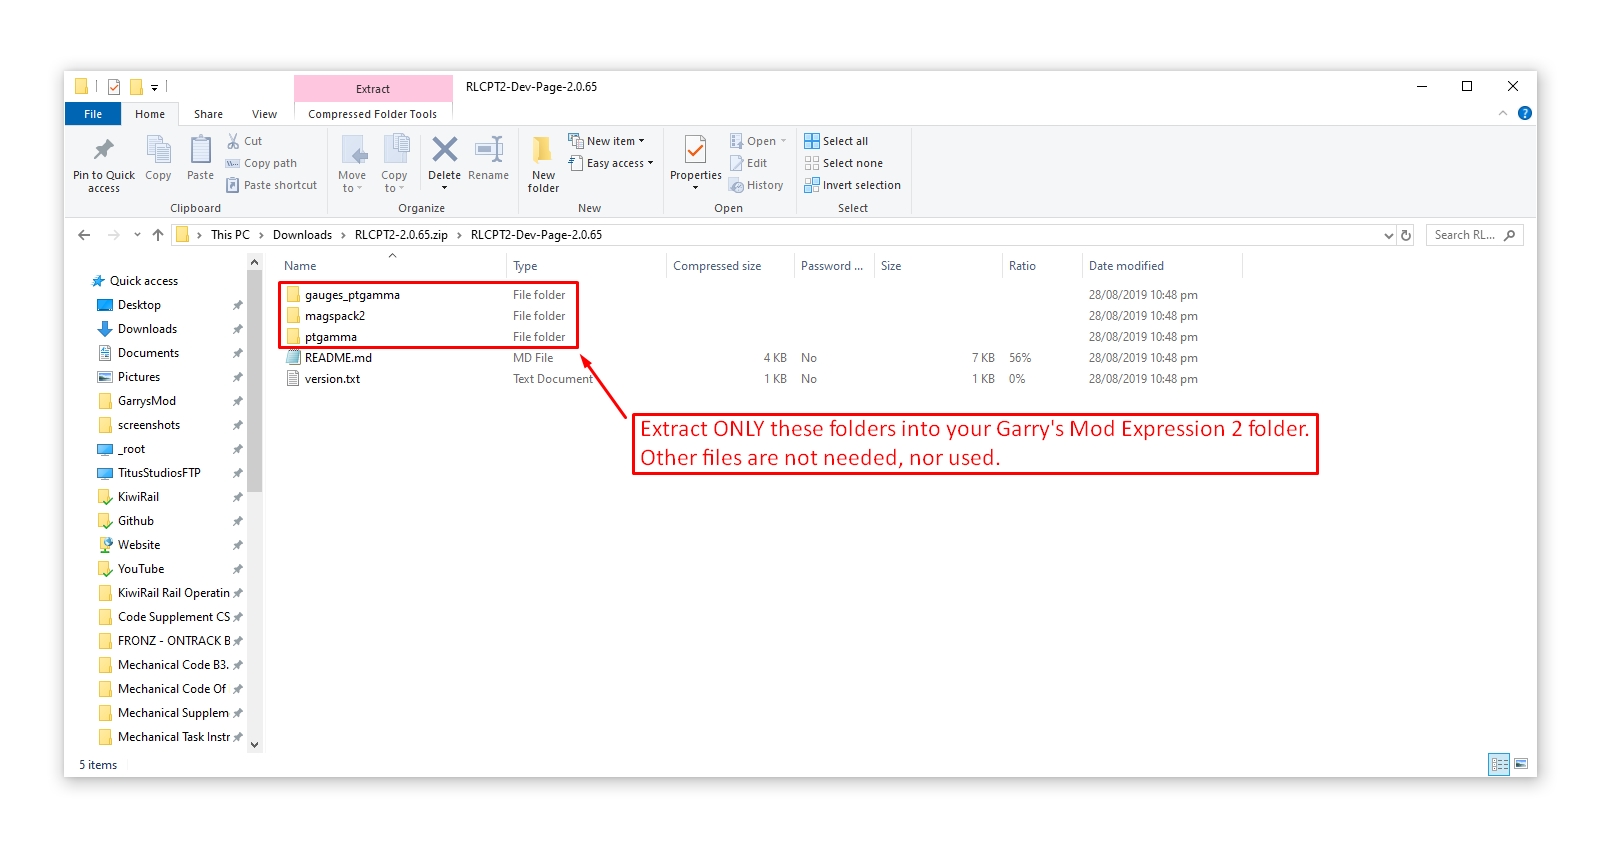 Extract RLCPT2-Dev-Page-2.0.65
File Home Share View Compressed Folder Tools
Pin to Quick access
Copy
Paste
Cut
Copy path
Paste shortcut
Clipboard
Move to
Copy to
Delete
Rename
Organize
New folder
New item
Easy access
New
Properties
Open
Edit
History
Open
Select all
Select none
Invert selection
Select
This PC > Downloads > RLCPT2-2.0.65.zip > RLCPT2-Dev-Page-2.0.65
Search RL...
Quick access
Desktop
Downloads
Documents
Pictures
GarrysMod
screenshots
_root
TitusStudiosFTP
KiwiRail
Github
Website
YouTube
KiwiRail Rail Operatin
Code Supplement CS
FRONZ - ONTRACK B
Mechanical Code B3.
Mechanical Code Of
Mechanical Supplem
Mechanical Task Instr
Name Type Compressed size Password ... Size Ratio Date modified
gauges_ptgamma File folder 28/08/2019 10:48 pm
magspack2 File folder 28/08/2019 10:48 pm
ptgamma File folder 28/08/2019 10:48 pm
README.md MD File 4 KB No 7 KB 56% 28/08/2019 10:48 pm
version.txt Text Document 1 KB No 1 KB 0% 28/08/2019 10:48 pm
Extract ONLY these folders into your Garry's Mod Expression 2 folder.
Other files are not needed, nor used.
5 items